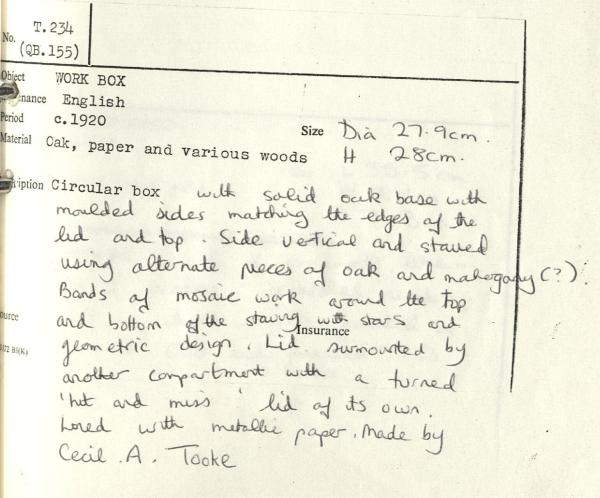 No. T.234
(QB.155)
Object WORK BOX
nance English
Period c.1920
Size Dia 27.9cm.
Material Oak, paper and various woods
H 28cm.
ription Circular box with solid oak base with
moulded sides matching the edges of the
lid and top. Side vertical and staved
using alternate pieces of oak and mahogany (?).
Bands of mosaic work around the top
ource
and bottom of the staving with stars and
Insurance
geometric design. Lid surmounted by
another compartment with a turned
'hit and miss' lid of its own.
Lined with metallic paper. Made by
Cecil. A. Tooke